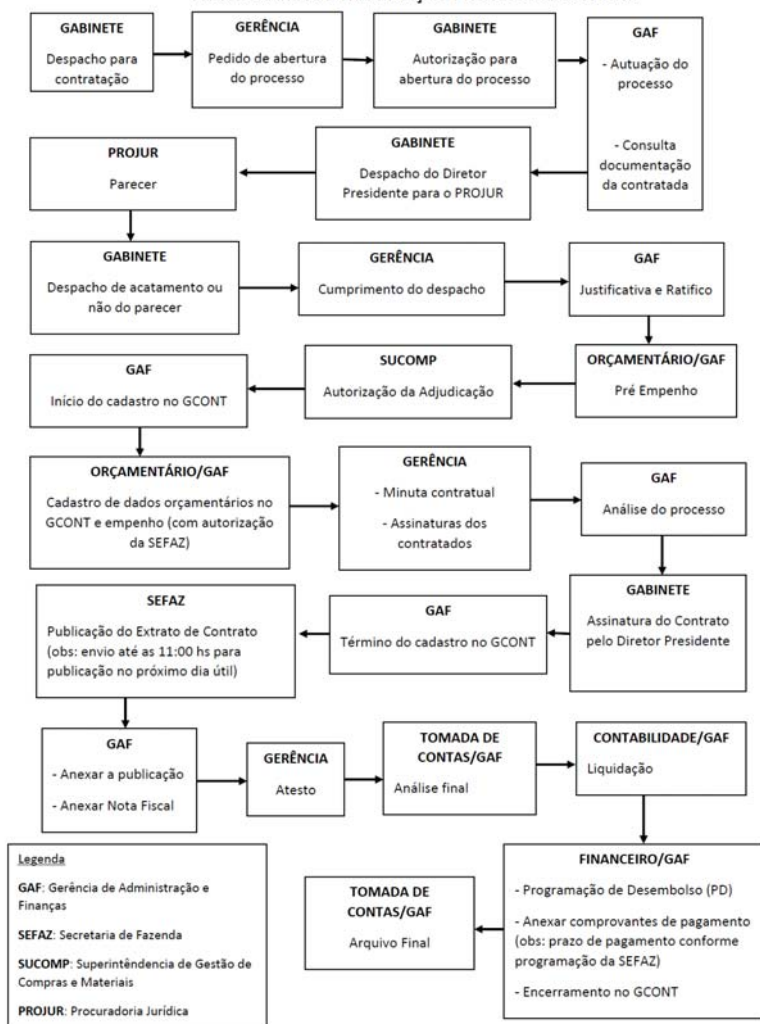 GABINETE
Despacho para
contratação
GERÊNCIA
Pedido de abertura
do processo
GABINETE
Autorização para
abertura do processo
GAF
- Autuação do
processo
- Consulta
documentação
da contratada
GABINETE
Despacho do Diretor
Presidente para o PROJUR
PROJUR
Parecer
GABINETE
Despacho de acatamento ou
não do parecer
GERÊNCIA
Cumprimento do despacho
GAF
Justificativa e Ratifico
ORÇAMENTÁRIO/GAF
Pré Empenho
SUCOMP
Autorização da Adjudicação
GAF
Início do cadastro no GCONT
ORÇAMENTÁRIO/GAF
Cadastro de dados orçamentários no
GCONT e empenho (com autorização
da SEFAZ)
GERÊNCIA
- Minuta contratual
- Assinaturas dos
contratados
GAF
Análise do processo
GABINETE
Assinatura do Contrato
pelo Diretor Presidente
GAF
Término do cadastro no GCONT
SEFAZ
Publicação do Extrato de Contrato
(obs: envio até as 11:00 hs para
publicação no próximo dia útil)
GAF
- Anexar a publicação
- Anexar Nota Fiscal
GERÊNCIA
Atesto
TOMADA DE
CONTAS/GAF
Análise final
CONTABILIDADE/GAF
Liquidação
FINANCEIRO/GAF
- Programação de Desembolso (PD)
- Anexar comprovantes de pagamento
(obs: prazo de pagamento conforme
programação da SEFAZ)
- Encerramento no GCONT
TOMADA DE
CONTAS/GAF
Arquivo Final
Legenda
GAF: Gerência de Administração e
Finanças
SEFAZ: Secretaria de Fazenda
SUCOMP: Superintêndencia de Gestão de
Compras e Materiais
PROJUR: Procuradoria Jurídica